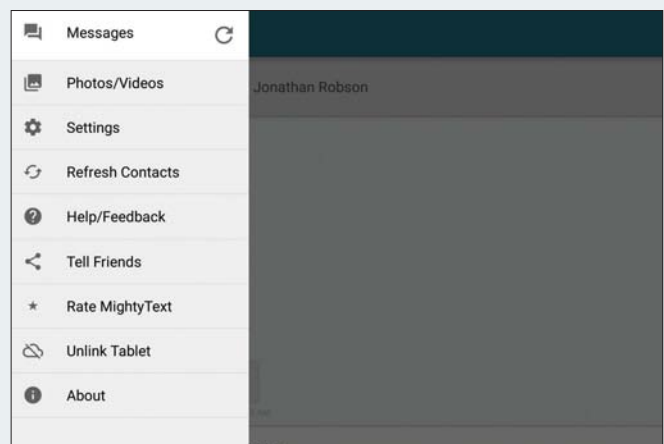 Messages
Jonathan Robson
Photos/Videos
Settings
Refresh Contacts
Help/Feedback
Tell Friends
Rate MightyText
Unlink Tablet
About